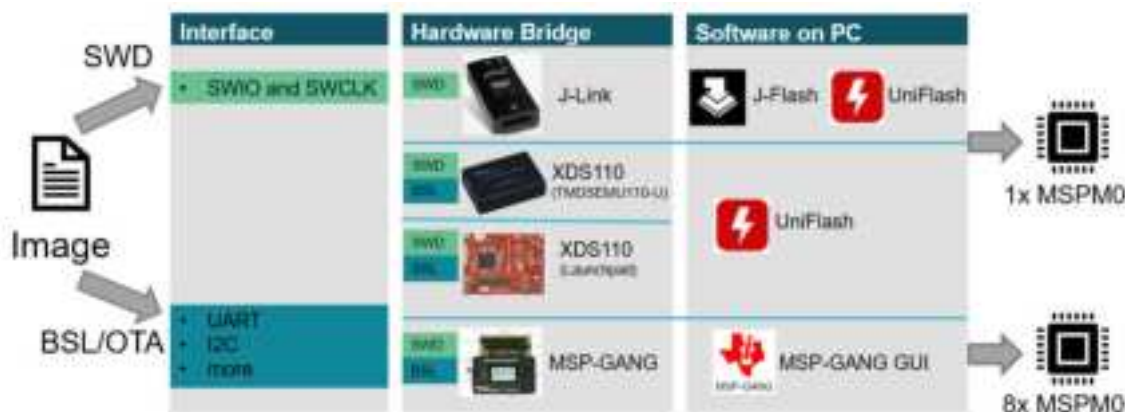 Interface
Hardware Bridge
Software on PC
SWD
• SWIO and SWCLK
SWD
J-Link
J-Flash
UniFlash
1x MSPM0
Image
SWD
BSL
XDS110
(TMDSEMU110-U)
UniFlash
SWD
BSL
XDS110
(Launchpad)
BSL/OTA
• UART
• I2C
• more
SWD
BSL
MSP-GANG
MSP-GANG
MSP-GANG GUI
8x MSPM0